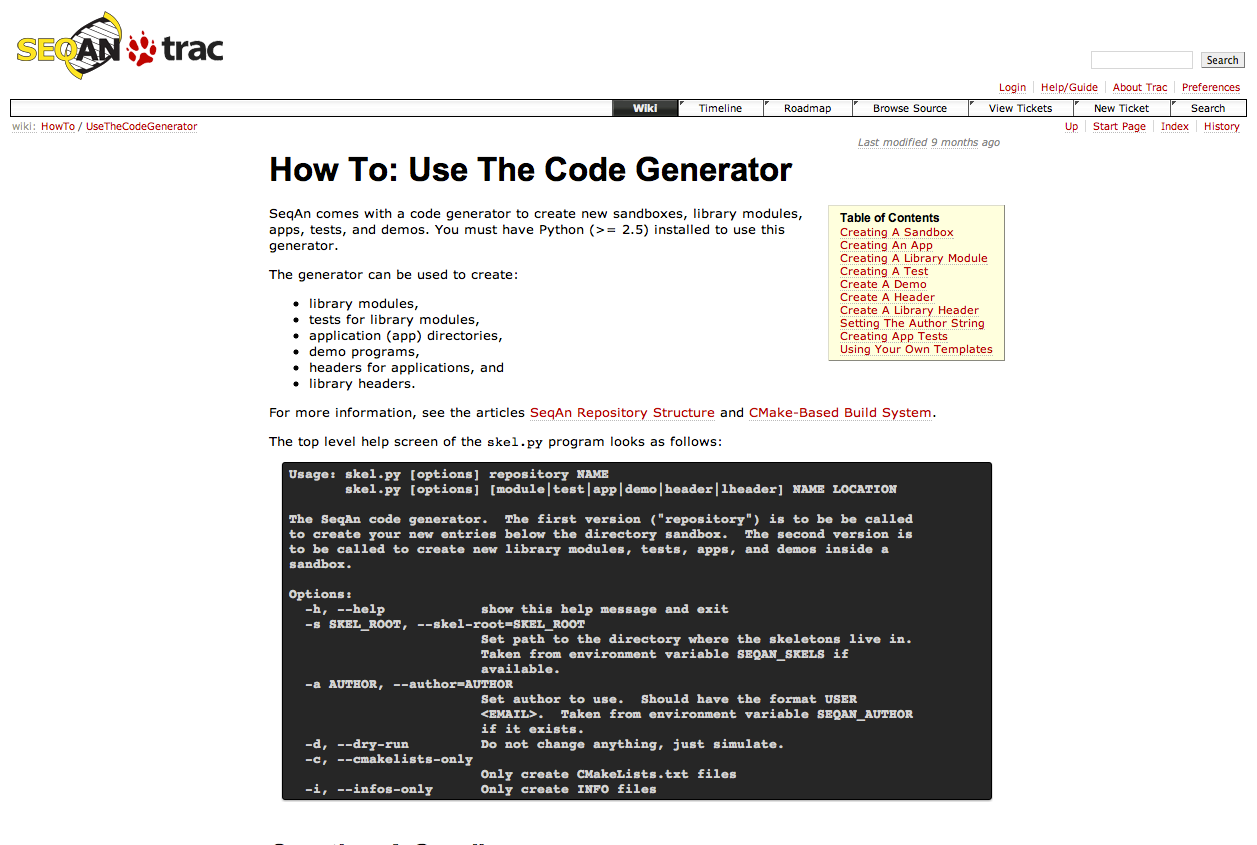 SEQAN trac
Search
Login Help/Guide About Trac Preferences
Wiki Timeline Roadmap Browse Source View Tickets New Ticket Search
wiki: HowTo / UseTheCodeGenerator
Up Start Page Index History
Last modified 9 months ago
How To: Use The Code Generator
SeqAn comes with a code generator to create new sandboxes, library modules,
apps, tests, and demos. You must have Python (>= 2.5) installed to use this
generator.
Table of Contents
Creating A Sandbox
Creating An App
Creating A Library Module
Creating A Test
Create A Demo
Create A Header
Create A Library Header
Setting The Author String
Creating App Tests
Using Your Own Templates
The generator can be used to create:
• library modules,
• tests for library modules,
• application (app) directories,
• demo programs,
• headers for applications, and
• library headers.
For more information, see the articles SeqAn Repository Structure and CMake-Based Build System.
The top level help screen of the skel.py program looks as follows:
Usage: skel.py [options] repository NAME
skel.py [options] [module|test|app|demo|header|lheader] NAME LOCATION
The SeqAn code generator. The first version ("repository") is to be be called
to create your new entries below the directory sandbox. The second version is
to be called to create new library modules, tests, apps, and demos inside a
sandbox.
Options:
-h, --help show this help message and exit
-s SKEL_ROOT, --skel-root=SKEL_ROOT
Set path to the directory where the skeletons live in.
Taken from environment variable SEQAN_SKELS if
available.
-a AUTHOR, --author=AUTHOR
Set author to use. Should have the format USER
<EMAIL>. Taken from environment variable SEQAN_AUTHOR
if it exists.
-d, --dry-run Do not change anything, just simulate.
-c, --cmakelists-only
Only create CMakeLists.txt files
-i, --infos-only Only create INFO files